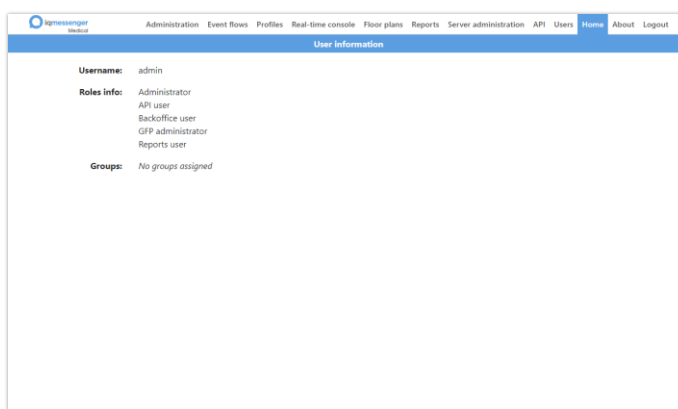 iqmessenger
Medical
Administration Event flows Profiles Real-time console Floor plans Reports Server administration API Users Home About Logout
User information
Username: admin
Roles info: Administrator
API user
Backoffice user
GFP administrator
Reports user
Groups: No groups assigned